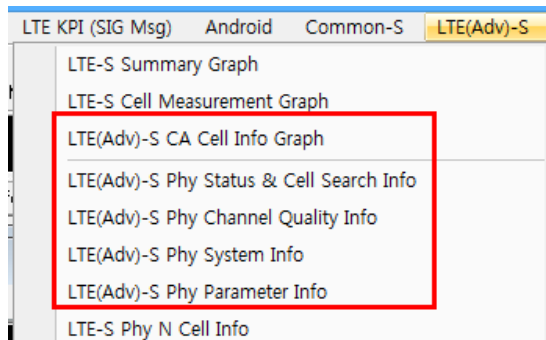 LTE KPI (SIG Msg) Android Common-S LTE(Adv)-S
LTE-S Summary Graph
LTE-S Cell Measurement Graph
LTE(Adv)-S CA Cell Info Graph
LTE(Adv)-S Phy Status & Cell Search Info
LTE(Adv)-S Phy Channel Quality Info
LTE(Adv)-S Phy System Info
LTE(Adv)-S Phy Parameter Info
LTE-S Phy N Cell Info